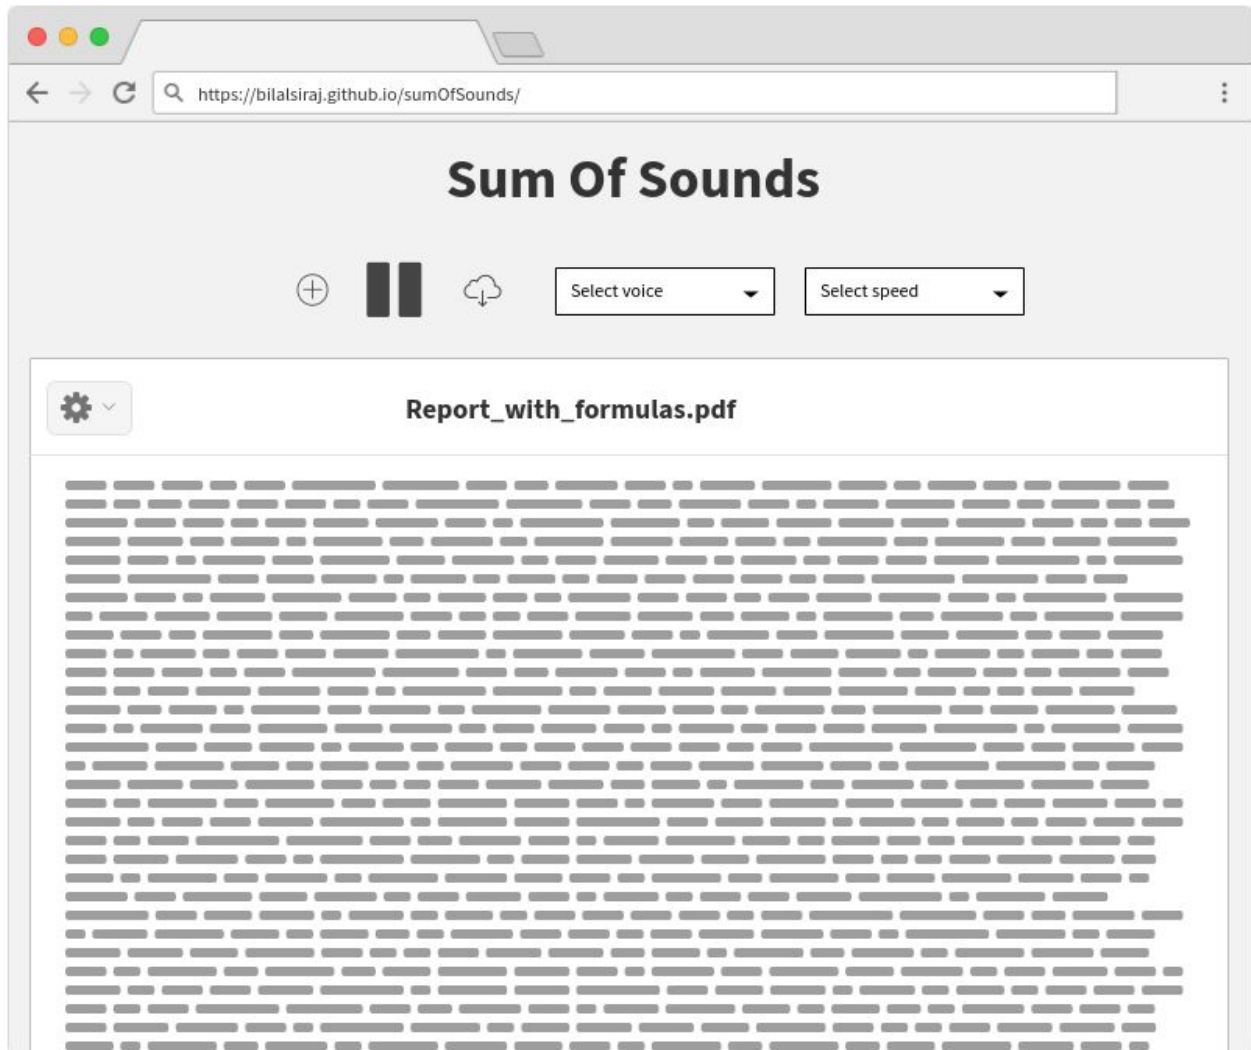 https://bilalsiraj.github.io/sumOfSounds/
Sum Of Sounds
Select voice
Select speed
Report_with_formulas.pdf